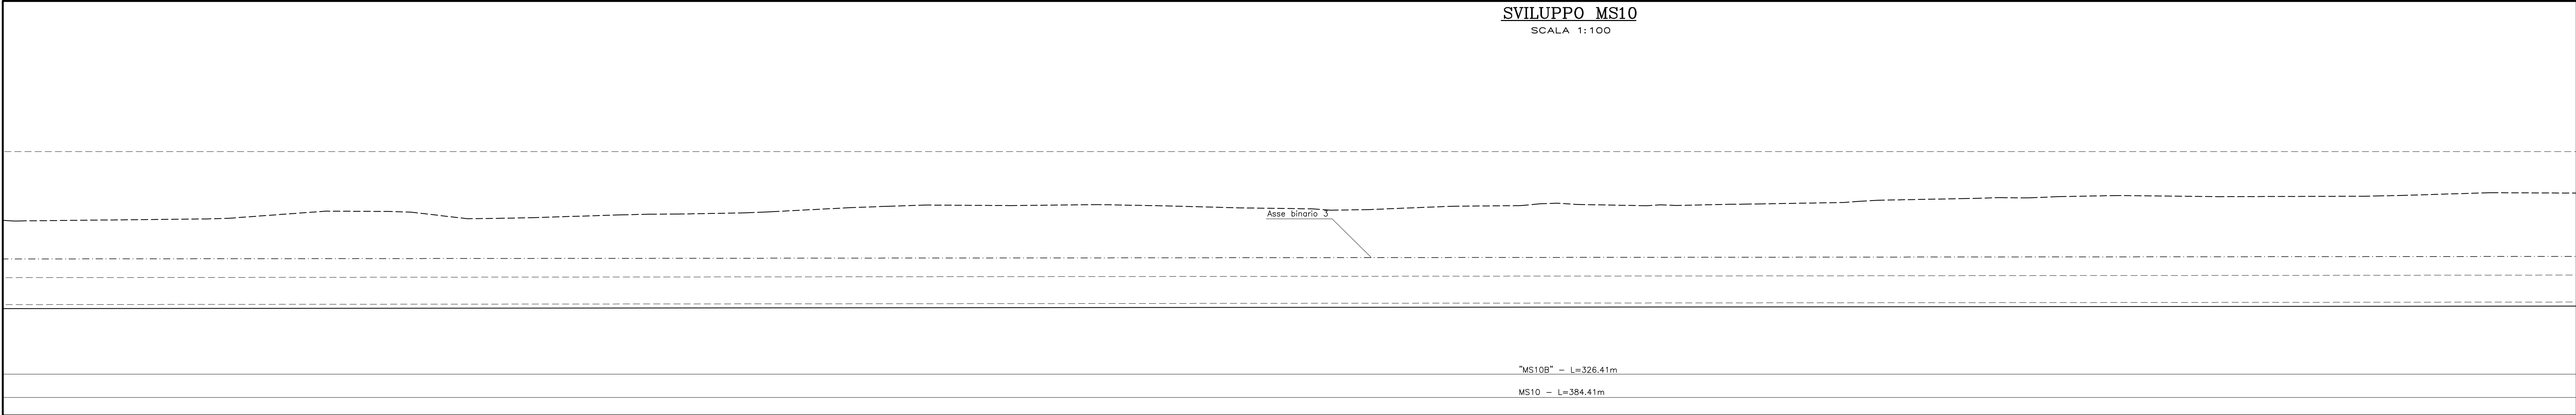 SVILUPPO MS10
SCALA 1:100
Asse binario 3
"MS10B" - L=326.41m
MS10 - L=384.41m